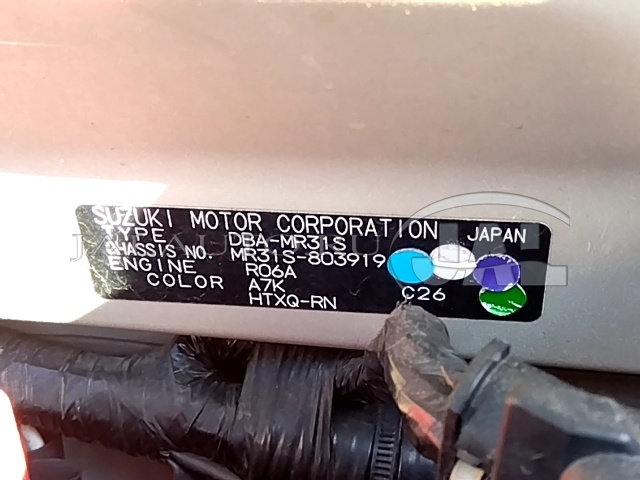 SUZUKI MOTOR CORPORATION JAPAN
TYPE DBA-MR31S
CHASSIS NO. MR31S-803919
ENGINE R06A
COLOR A7K
HTXQ-RN C26